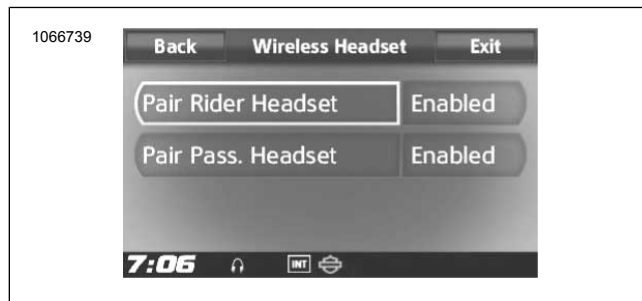 1066739
Back Wireless Headset Exit
Pair Rider Headset Enabled
Pair Pass. Headset Enabled
7:06 INT